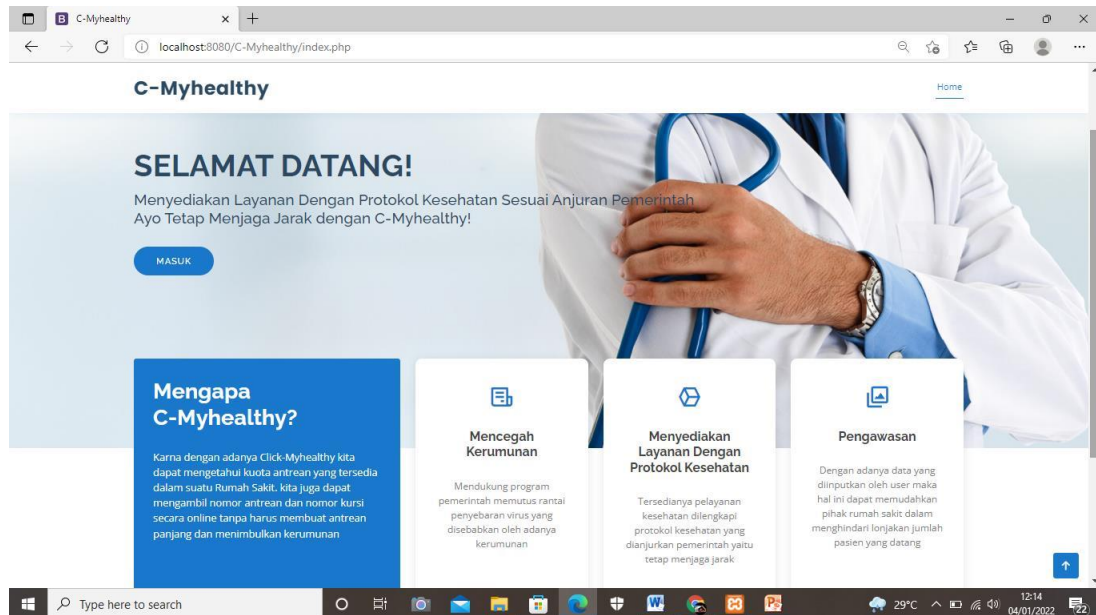 C-Myhealthy
localhost:8080/C-Myhealthy/index.php
C-Myhealthy
Home
SELAMAT DATANG!
Menyediakan Layanan Dengan Protokol Kesehatan Sesuai Anjuran Pemerintah
Ayo Tetap Menjaga Jarak dengan C-Myhealthy!
MASUK
Mengapa
C-Myhealthy?
Karna dengan adanya Click-Myhealthy kita
dapat mengetahui kuota antrean yang tersedia
dalam suatu Rumah Sakit. kita juga dapat
mengambil nomor antrean dan nomor kursi
secara online tanpa harus membuat antrean
panjang dan menimbulkan kerumunan
Mencegah
Kerumunan
Mendukung program
pemerintah memutus rantai
penyebaran virus yang
disebabkan oleh adanya
kerumunan
Menyediakan
Layanan Dengan
Protokol Kesehatan
Tersedianya pelayanan
kesehatan dilengkapi
protokol kesehatan yang
dianjurkan pemerintah yaitu
tetap menjaga jarak
Pengawasan
Dengan adanya data yang
diinputkan oleh user maka
hal ini dapat memudahkan
pihak rumah sakit dalam
menghindari lonjakan jumlah
pasien yang datang
Type here to search
29°C
12:14
04/01/2022
22